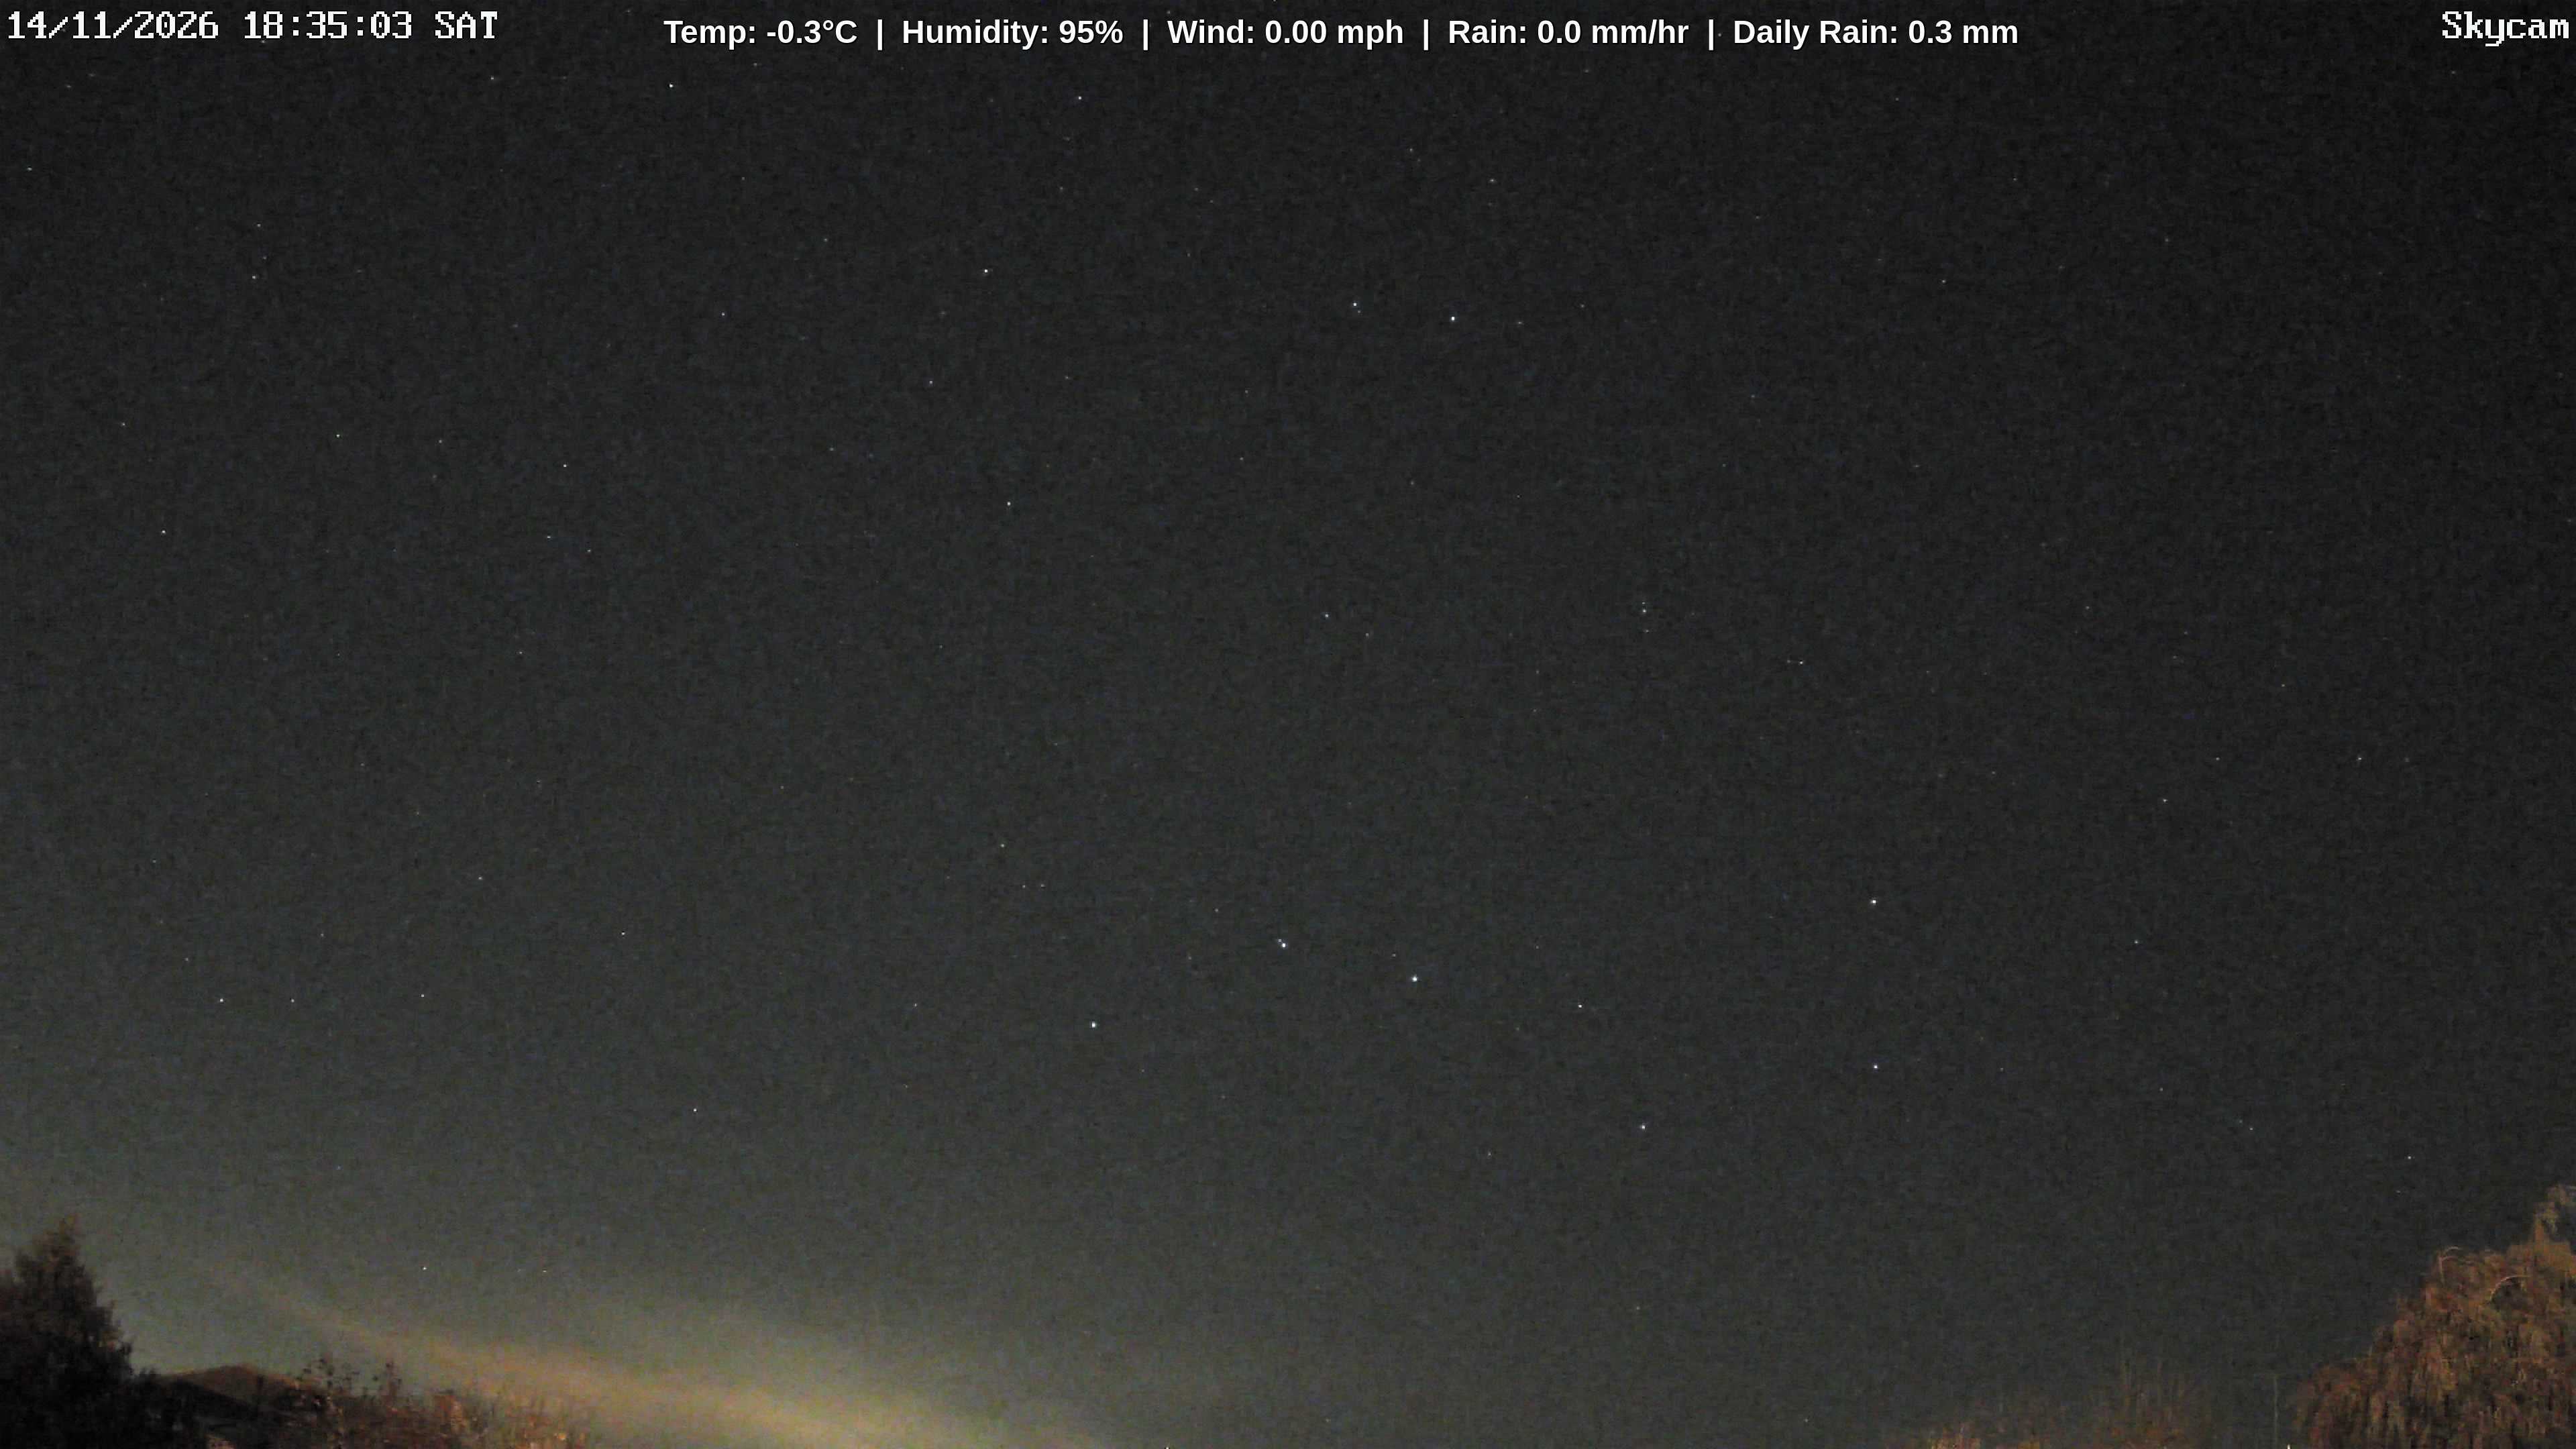 14/11/2026 18:35:03 SAT
Temp: -0.3°C | Humidity: 95% | Wind: 0.00 mph | Rain: 0.0 mm/hr | Daily Rain: 0.3 mm
Skycam